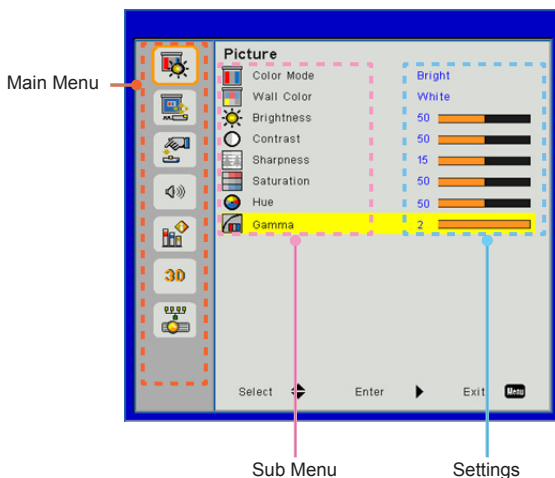 Main Menu
Picture
Color Mode Bright
Wall Color White
Brightness 50
Contrast 50
Sharpness 15
Saturation 50
Hue 50
Gamma 2
3D
Select Enter Exit Menu
Sub Menu Settings